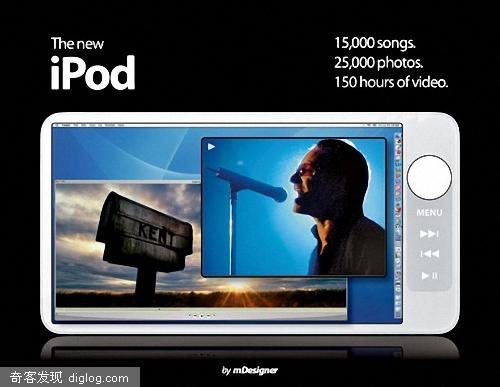 The new
iPod
15,000 songs.
25,000 photos.
150 hours of video.
KENT
MENU
by mDesigner
奇客发现 diglog.com